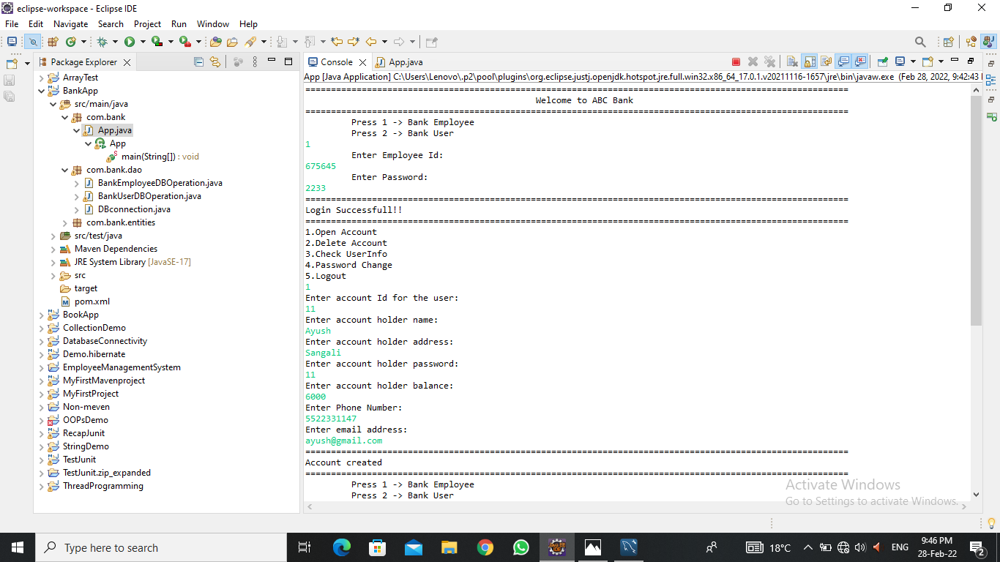 eclipse-workspace - Eclipse IDE
File Edit Navigate Search Project Run Window Help
Package Explorer
ArrayTest
BankApp
src/main/java
com.bank
App.java
App
main(String[]) : void
com.bank.dao
BankEmployeeDBOperation.java
BankUserDBOperation.java
DBconnection.java
com.bank.entities
src/test/java
Maven Dependencies
JRE System Library [JavaSE-17]
src
target
pom.xml
BookApp
CollectionDemo
DatabaseConnectivity
Demo.hibernate
EmployeeManagementSystem
MyFirstMavenproject
MyFirstProject
Non-meven
OOPsDemo
RecapJunit
StringDemo
TestJunit
TestJunit.zip_expanded
ThreadProgramming
Console App.java
App [Java Application] C:\Users\Lenovo\.p2\pool\plugins\org.eclipse.justj.openjdk.hotspot.jre.full.win32.x86_64_17.0.1.v20211116-1657\jre\bin\javaw.exe (Feb 28, 2022, 9:42:43
Welcome to ABC Bank
Press 1 -> Bank Employee
Press 2 -> Bank User
1
Enter Employee Id:
675645
Enter Password:
2233
Login Successfull!!
1.Open Account
2.Delete Account
3.Check UserInfo
4.Password Change
5.Logout
1
Enter account Id for the user:
11
Enter account holder name:
Ayush
Enter account holder address:
Sangali
Enter account holder password:
11
Enter account holder balance:
6000
Enter Phone Number:
5522331147
Enter email address:
ayush@gmail.com
Account created
Press 1 -> Bank Employee
Press 2 -> Bank User
Activate Windows
Go to Settings to activate Windows.
Type here to search
18°C
ENG
9:46 PM
28-Feb-22
2